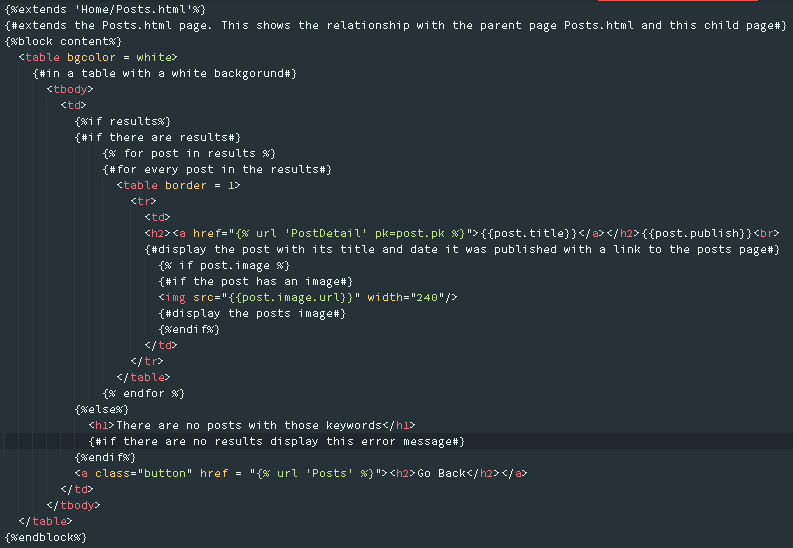 {%extends 'Home/Posts.html'%}
{#extends the Posts.html page. This shows the relationship with the parent page Posts.html and this child page#}
{%block content%}
<table bgcolor = white>
{#in a table with a white backgorund#}
<tbody>
<td>
{%if results%}
{#if there are results#}
{% for post in results %}
{#for every post in the results#}
<table border = 1>
<tr>
<td>
<h2><a href="{% url 'PostDetail' pk=post.pk %}">{{post.title}}</a></h2>{{post.publish}}<br>
{#display the post with its title and date it was published with a link to the posts page#}
{% if post.image %}
{#if the post has an image#}
<img src="{{post.image.url}}" width="240"/>
{#display the posts image#}
{%endif%}
</td>
</tr>
</table>
{% endfor %}
{%else%}
<h1>There are no posts with those keywords</h1>
{#if there are no results display this error message#}
{%endif%}
<a class="button" href = "{% url 'Posts' %}"><h2>Go Back</h2></a>
</td>
</tbody>
</table>
{%endblock%}